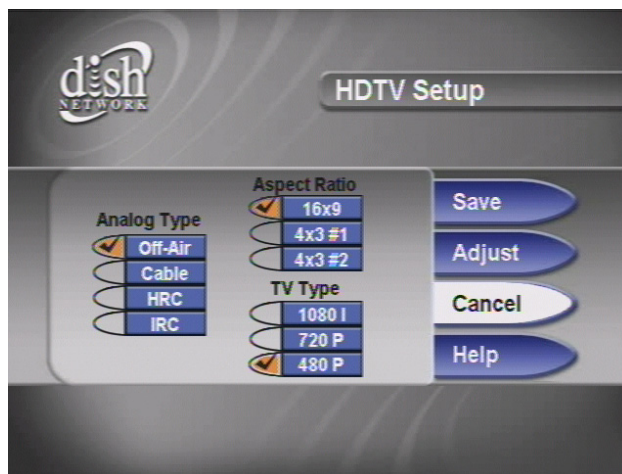 dish
NETWORK
HDTV Setup
Analog Type
Off-Air
Cable
HRC
IRC
Aspect Ratio
16x9
4x3 #1
4x3 #2
TV Type
1080 I
720 P
480 P
Save
Adjust
Cancel
Help